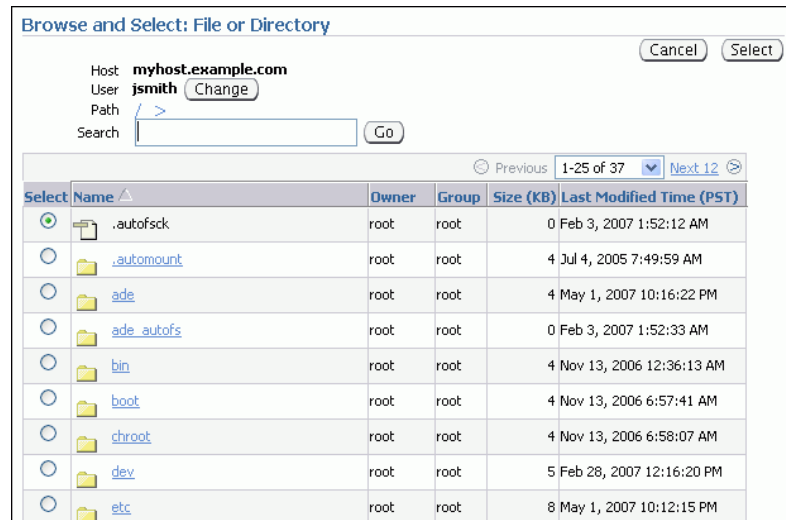 Browse and Select: File or Directory
Cancel Select
Host myhost.example.com
User jsmith Change
Path / >
Search Go
Previous 1-25 of 37 Next 12
Select Name Owner Group Size (KB) Last Modified Time (PST)
.autofsck root root 0 Feb 3, 2007 1:52:12 AM
.automount root root 4 Jul 4, 2005 7:49:59 AM
ade root root 4 May 1, 2007 10:16:22 PM
ade_autofs root root 0 Feb 3, 2007 1:52:33 AM
bin root root 4 Nov 13, 2006 12:36:13 AM
boot root root 4 Nov 13, 2006 6:57:41 AM
chroot root root 4 Nov 13, 2006 6:58:07 AM
dev root root 5 Feb 28, 2007 12:16:20 PM
etc root root 8 May 1, 2007 10:12:15 PM